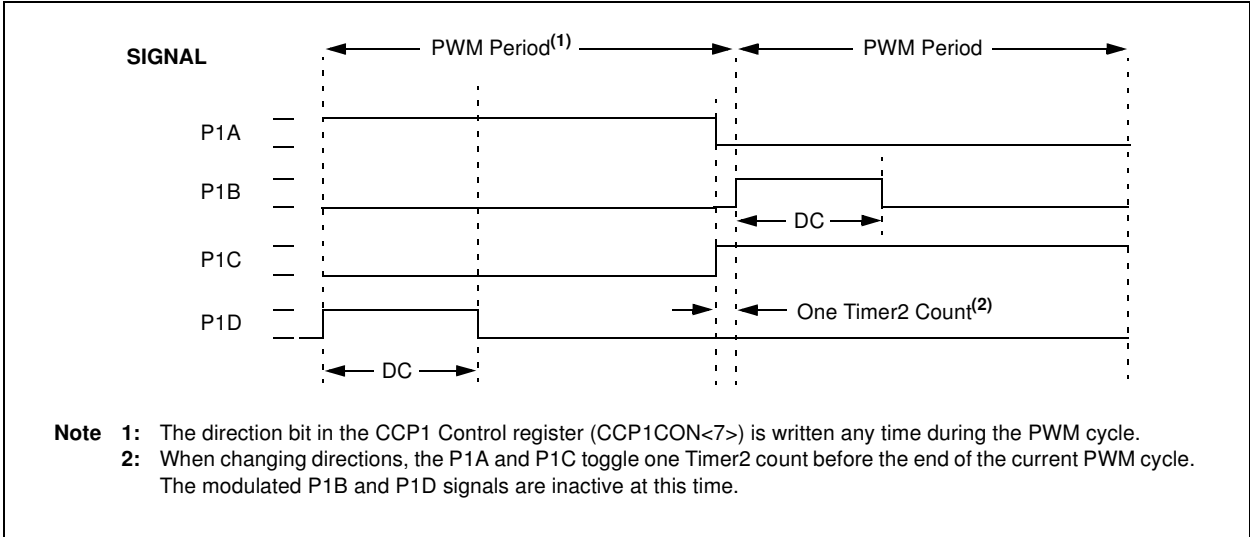 SIGNAL
PWM Period(1)
PWM Period
P1A
P1B
DC
P1C
One Timer2 Count(2)
P1D
DC
Note 1: The direction bit in the CCP1 Control register (CCP1CON<7>) is written any time during the PWM cycle.
2: When changing directions, the P1A and P1C toggle one Timer2 count before the end of the current PWM cycle.
The modulated P1B and P1D signals are inactive at this time.